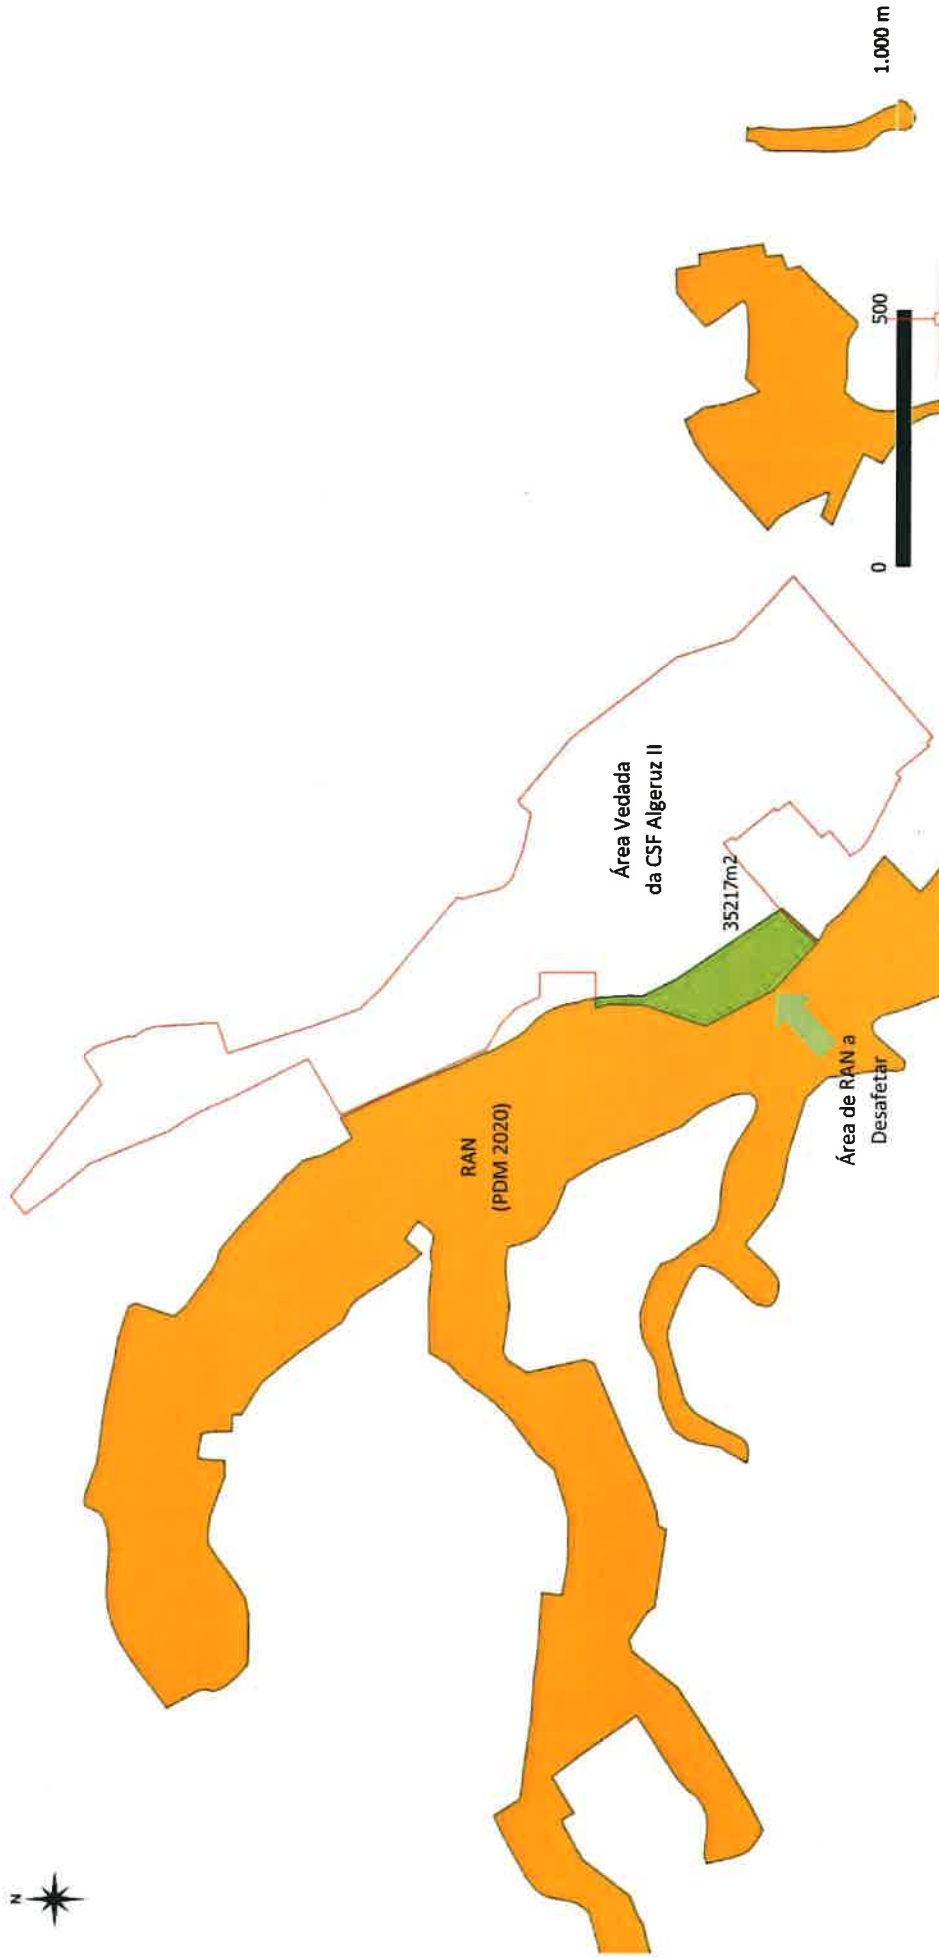 N
Área Vedada
da CSF Algeruz II
35217m2
RAN
(PDM 2020)
Área de RAN a
Desafetar
0
500
1.000 m